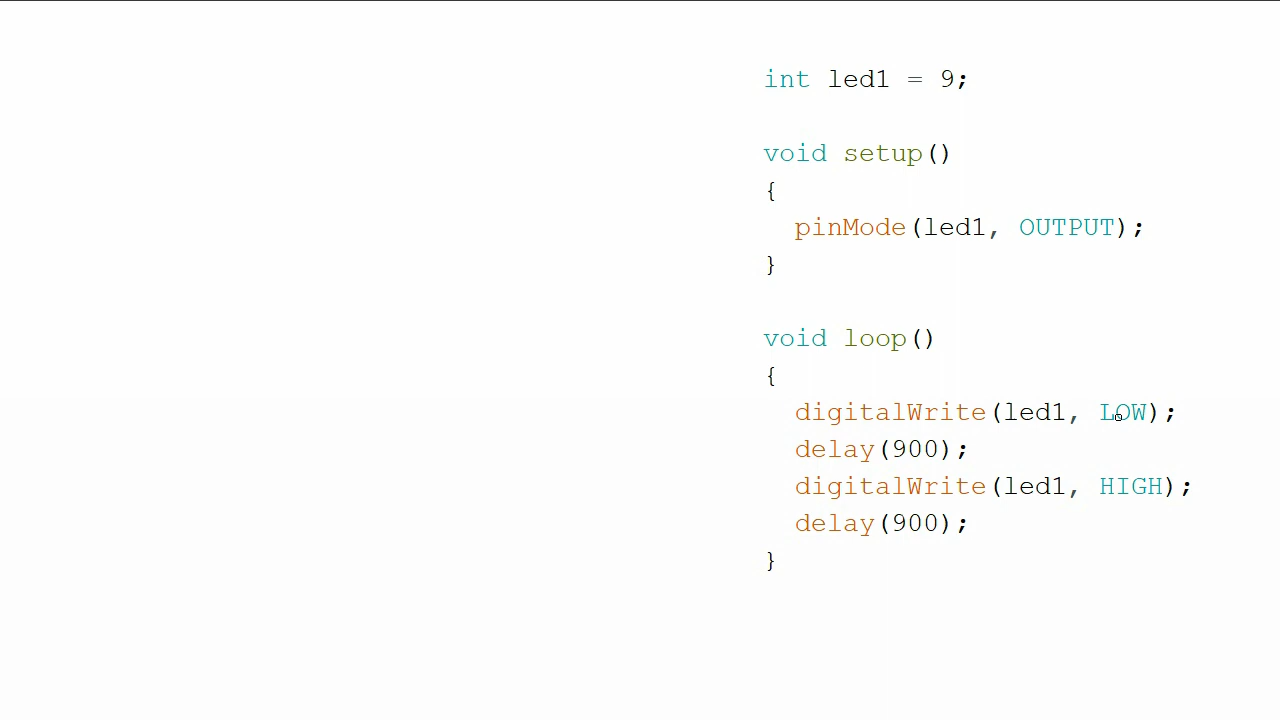 int led1 = 9;
void setup()
{
pinMode(led1, OUTPUT);
}
void loop()
{
digitalWrite(led1, LOW);
delay(900);
digitalWrite(led1, HIGH);
delay(900);
}